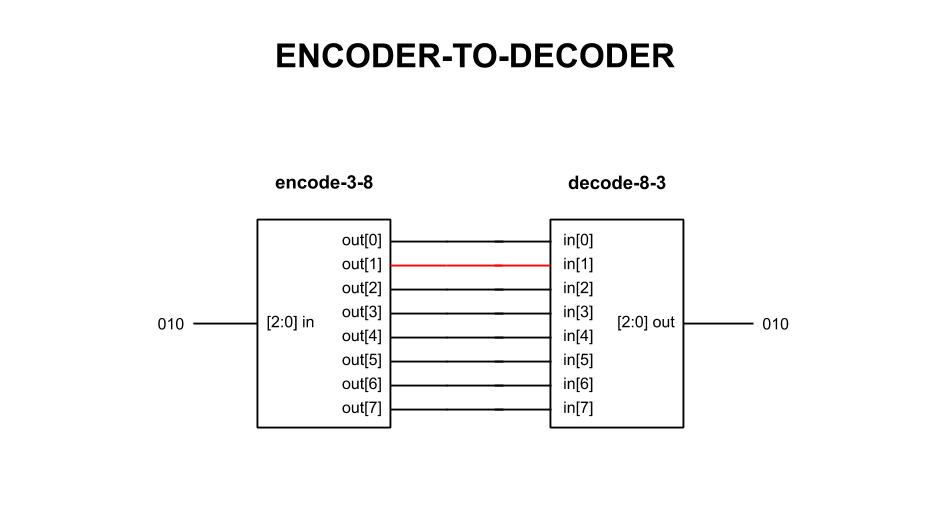 ENCODER-TO-DECODER
encode-3-8
decode-8-3
out[0]
in[0]
out[1]
in[1]
out[2]
in[2]
out[3]
in[3]
010
[2:0] in
[2:0] out
010
out[4]
in[4]
out[5]
in[5]
out[6]
in[6]
out[7]
in[7]